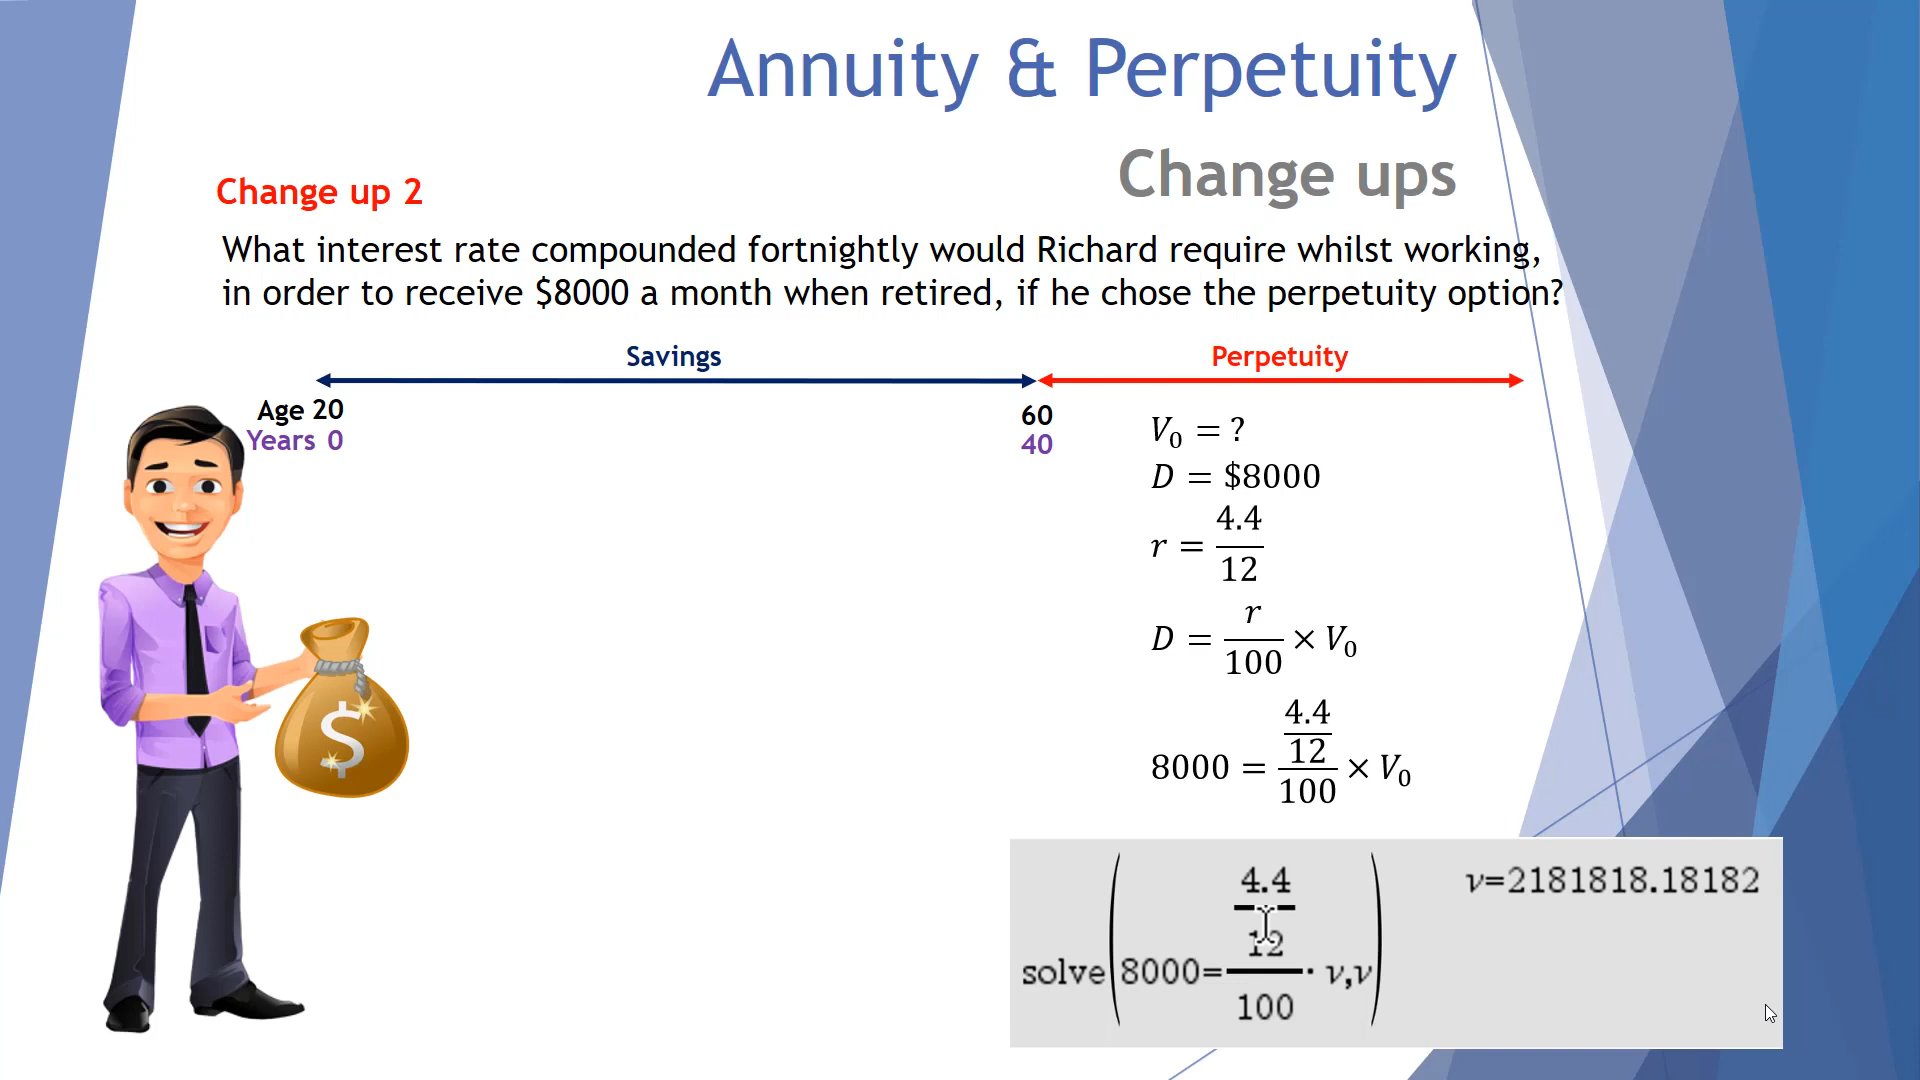 Annuity & Perpetuity
Change ups
Change up 2
What interest rate compounded fortnightly would Richard require whilst working,
in order to receive $8000 a month when retired, if he chose the perpetuity option?
Savings
Perpetuity
Age 20
Years 0
60
40
V₀ = ?
D = $8000
r = 4.4/12
D = r/100 × V₀
8000 = (4.4/12)/100 × V₀
$
solve(8000=(4.4/12)/100·v,v)
v=2181818.18182